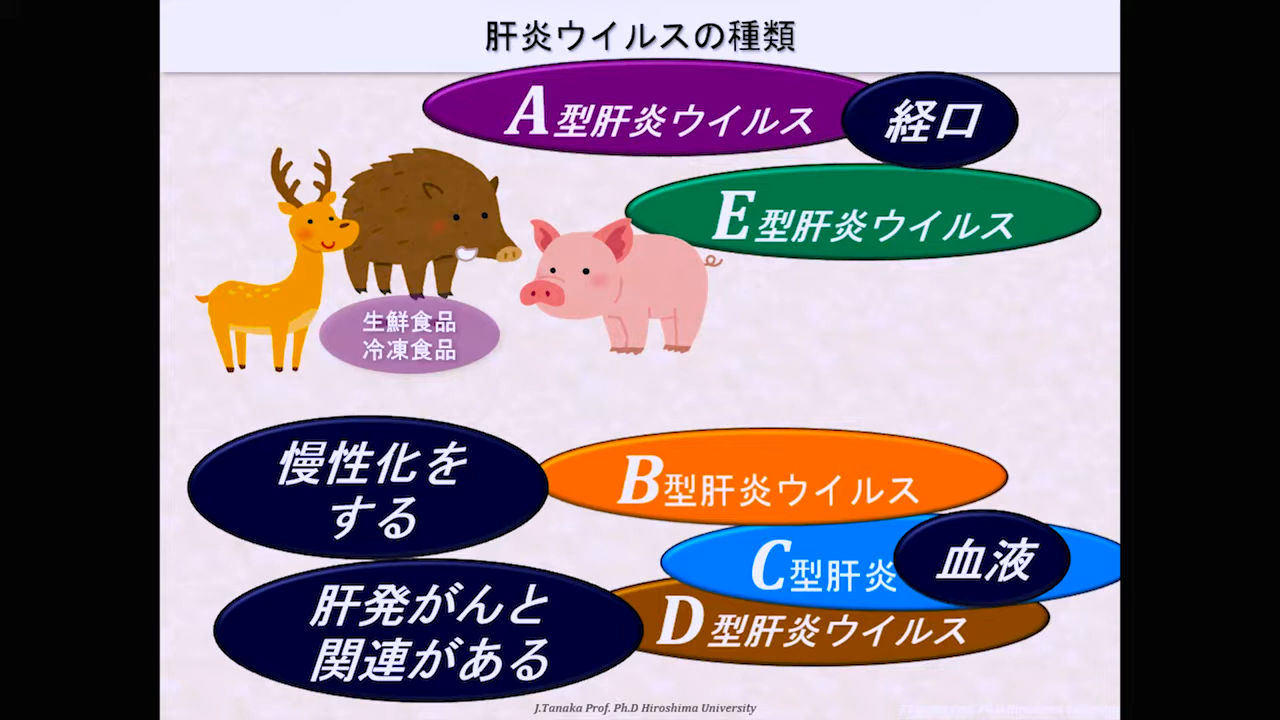 肝炎ウイルスの種類
A型肝炎ウイルス
経口
E型肝炎ウイルス
生鮮食品
冷凍食品
慢性化を
する
B型肝炎ウイルス
C型肝炎
血液
肝発がんと
関連がある
D型肝炎ウイルス
J.Tanaka Prof. Ph.D Hiroshima University